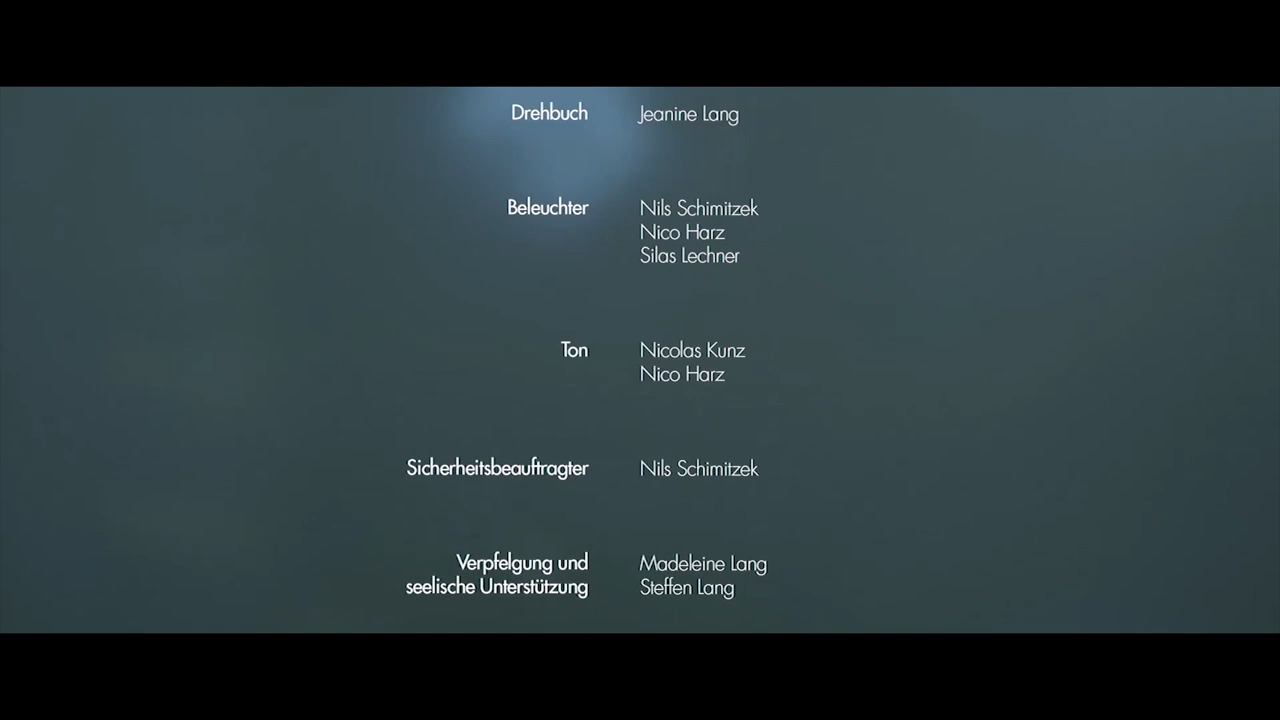 Drehbuch Jeanine Lang
Beleuchter Nils Schimitzek
Nico Harz
Silas Lechner
Ton Nicolas Kunz
Nico Harz
Sicherheitsbeauftragter Nils Schimitzek
Verpfelgung und Madeleine Lang
seelische Unterstützung Steffen Lang